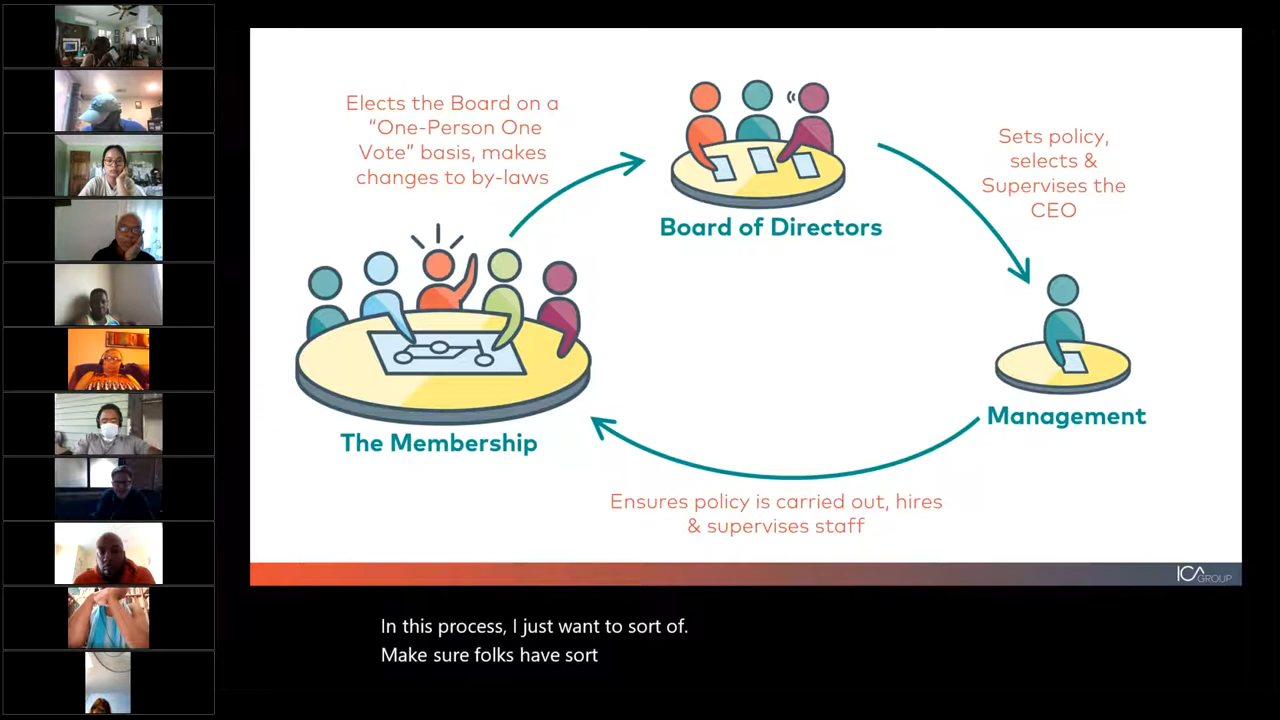 Elects the Board on a
“One-Person One
Vote” basis, makes
changes to by-laws
Board of Directors
Sets policy,
selects &
Supervises the
CEO
The Membership
Management
Ensures policy is carried out, hires
& supervises staff
ICA GROUP
In this process, I just want to sort of.
Make sure folks have sort